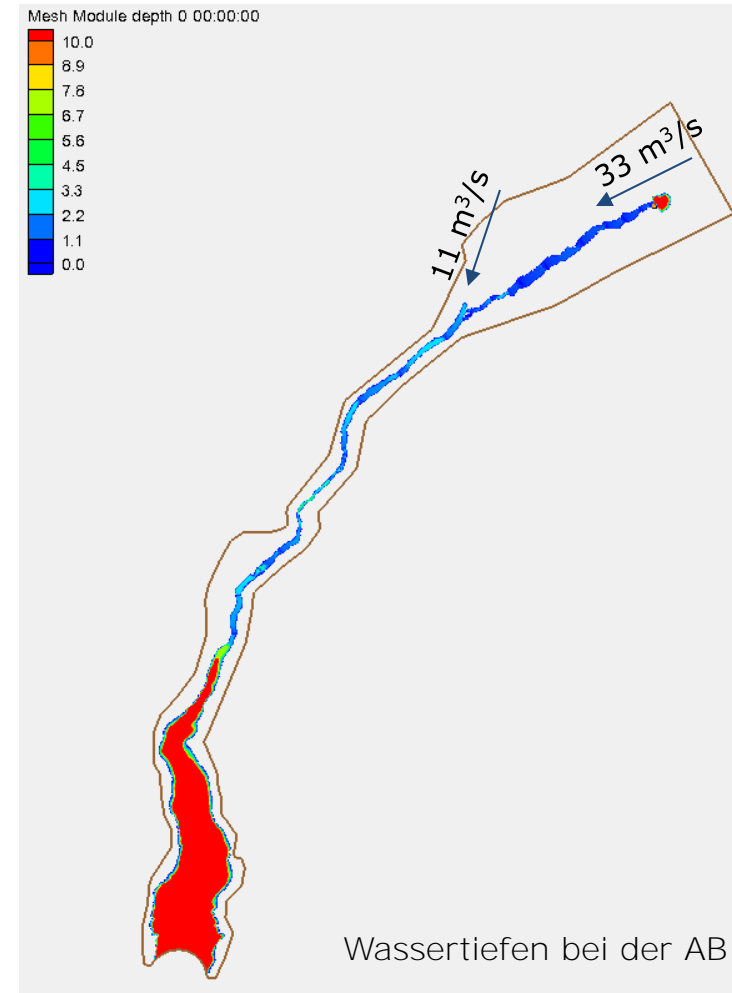 Mesh Module depth 0 00:00:00
10.0
8.9
7.8
6.7
5.6
4.5
3.3
2.2
1.1
0.0
33 m³/s
11 m³/s
Wassertiefen bei der AB